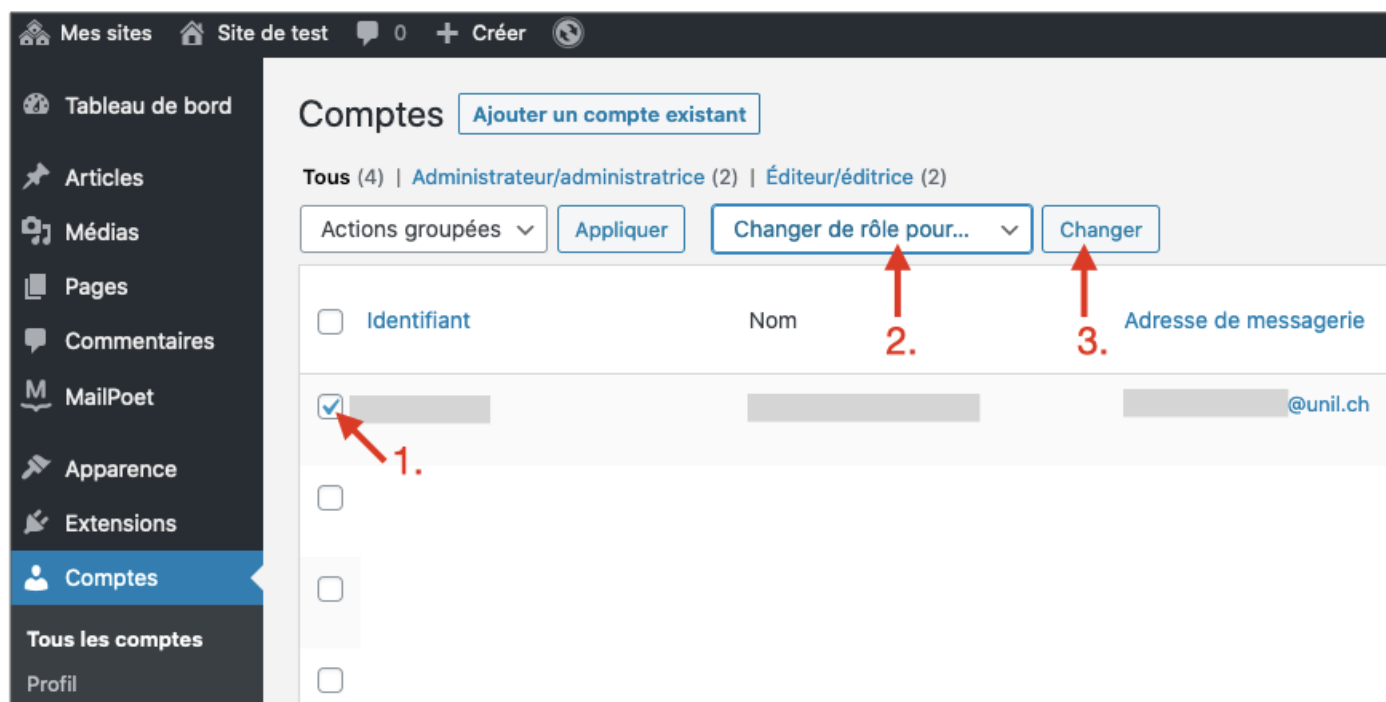 Mes sites Site de test 0 + Créer
Tableau de bord
Articles
Médias
Pages
Commentaires
MailPoet
Apparence
Extensions
Comptes
Tous les comptes
Profil
Comptes Ajouter un compte existant
Tous (4) | Administrateur/administratrice (2) | Éditeur/éditrice (2)
Actions groupées Appliquer Changer de rôle pour... Changer
Identifiant Nom Adresse de messagerie
2. 3.
@unil.ch
1.